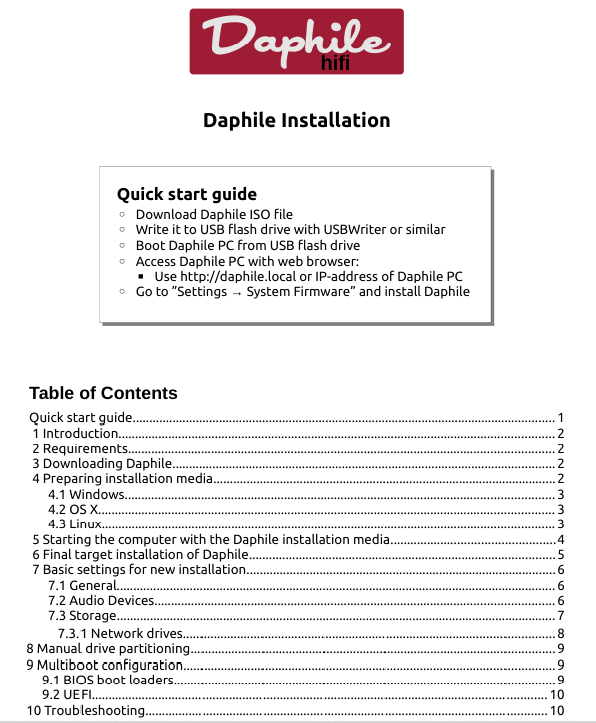 Daphile
hifi
Daphile Installation
Quick start guide
○ Download Daphile ISO file
○ Write it to USB flash drive with USBWriter or similar
○ Boot Daphile PC from USB flash drive
○ Access Daphile PC with web browser:
▪ Use http://daphile.local or IP-address of Daphile PC
○ Go to ”Settings → System Firmware” and install Daphile
Table of Contents
Quick start guide.....1
1 Introduction.....2
2 Requirements.....2
3 Downloading Daphile.....2
4 Preparing installation media.....2
4.1 Windows.....3
4.2 OS X.....3
4.3 Linux.....3
5 Starting the computer with the Daphile installation media.....4
6 Final target installation of Daphile.....5
7 Basic settings for new installation.....6
7.1 General.....6
7.2 Audio Devices.....6
7.3 Storage.....7
7.3.1 Network drives.....8
8 Manual drive partitioning.....9
9 Multiboot configuration.....9
9.1 BIOS boot loaders.....9
9.2 UEFI.....10
10 Troubleshooting.....10